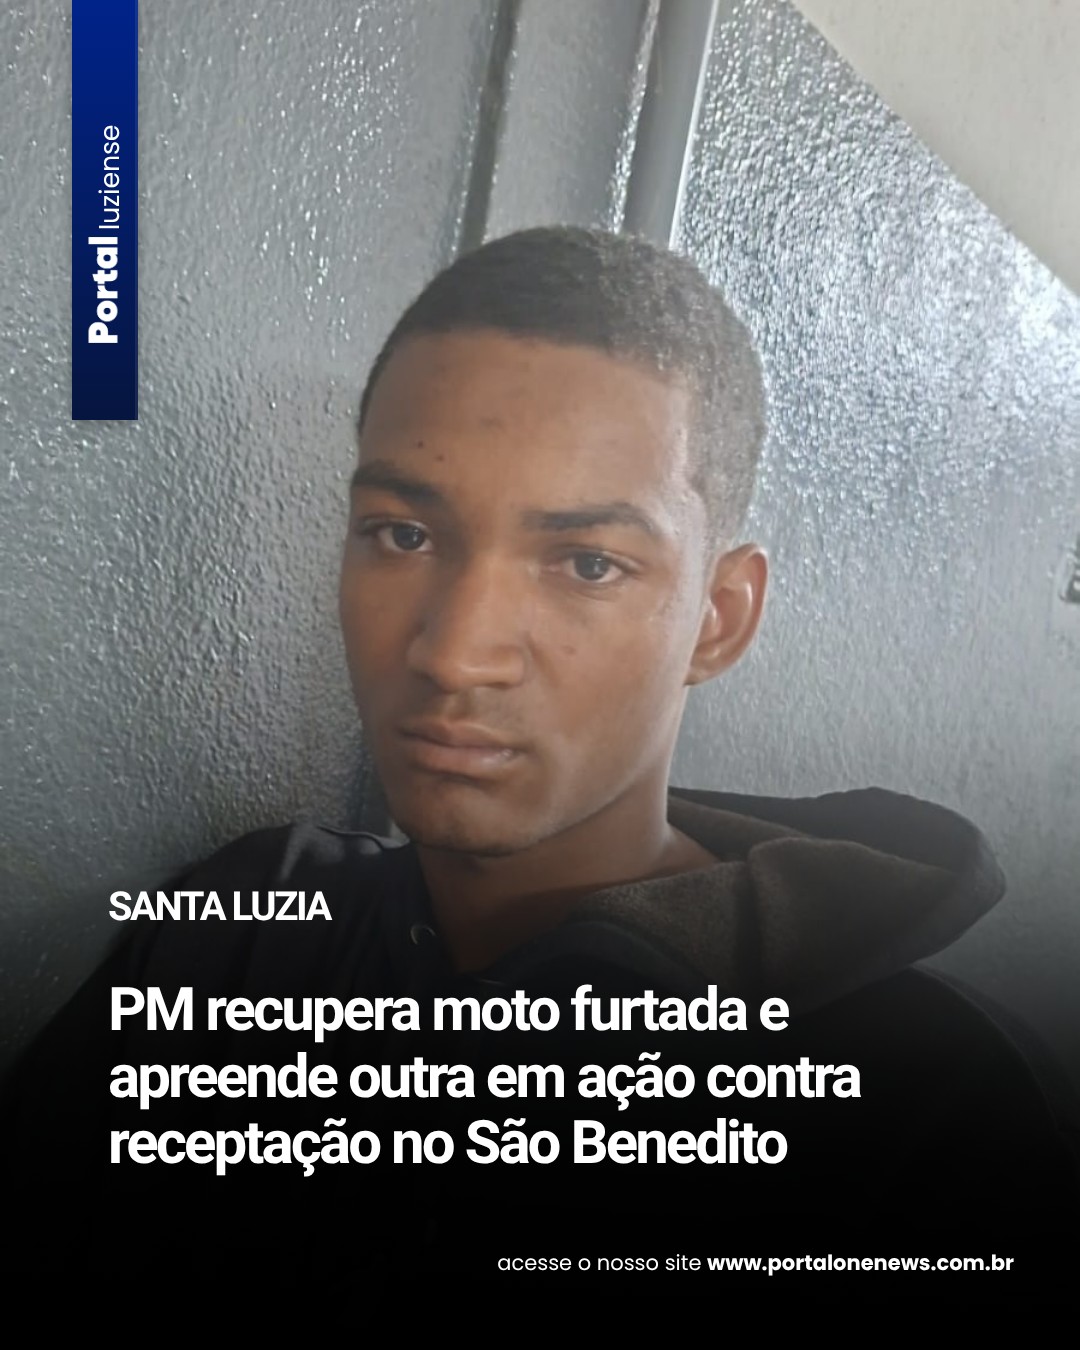 Portal luziense
SANTA LUZIA
PM recupera moto furtada e
apreende outra em ação contra
receptação no São Benedito
acesse o nosso site www.portalonenews.com.br